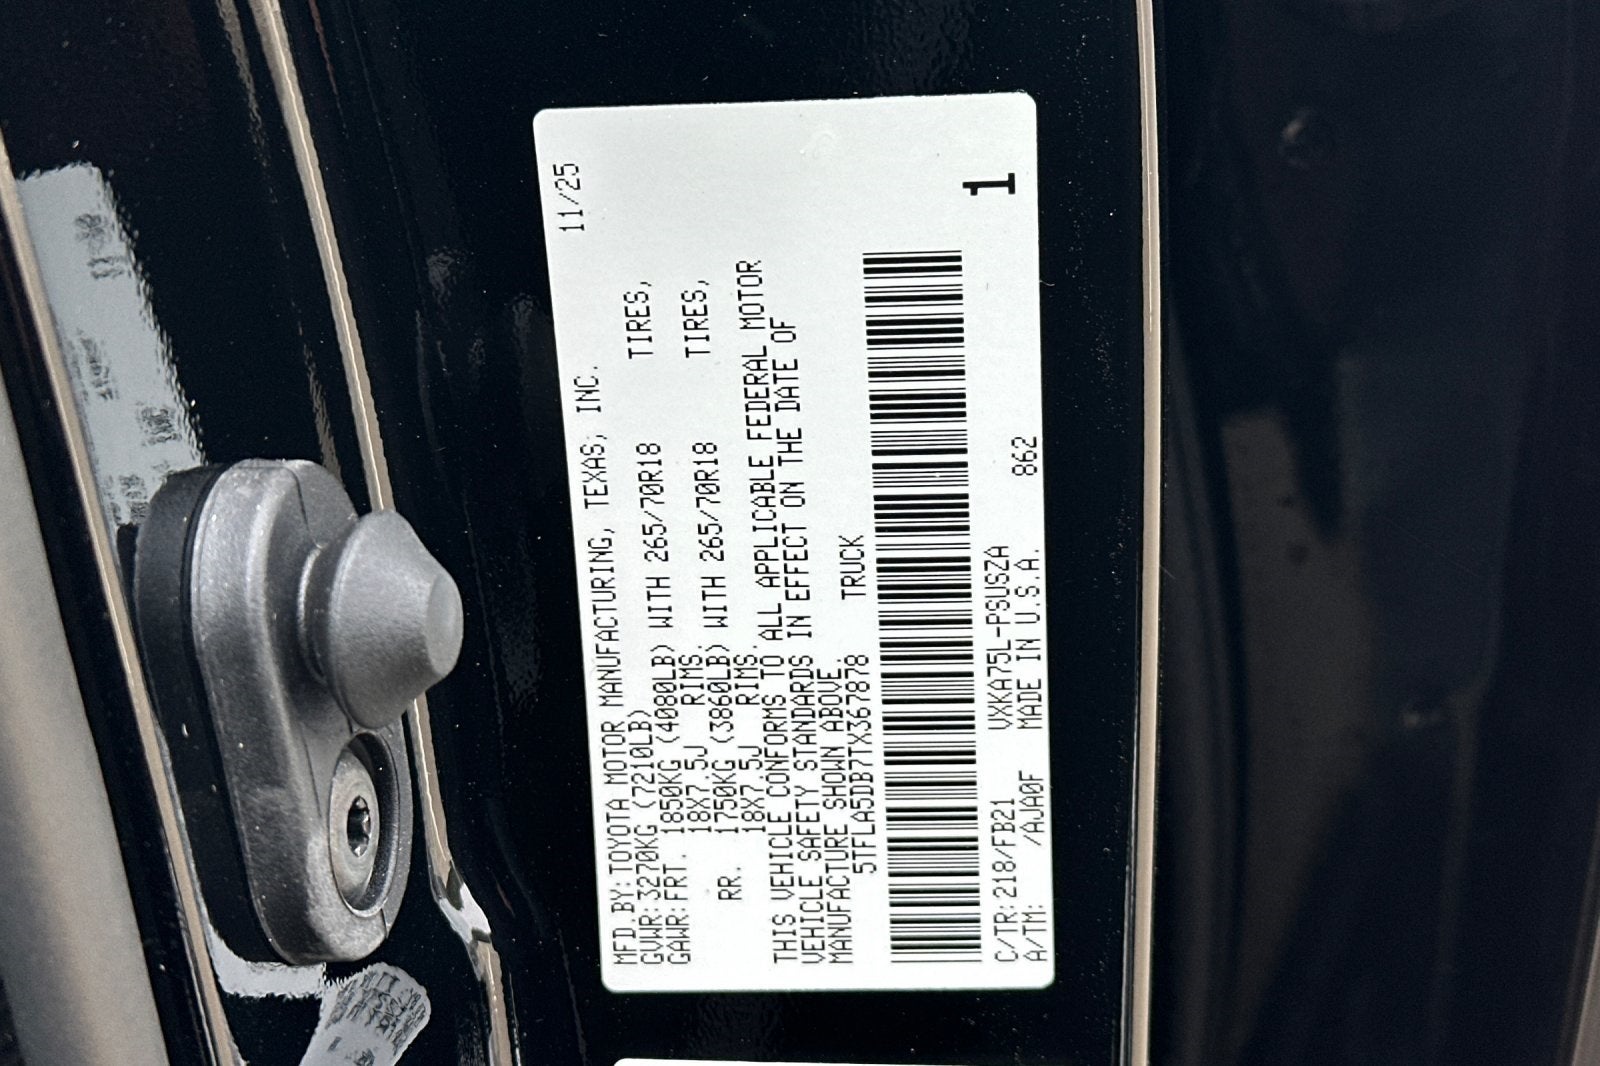 11/25
MFD.BY:TOYOTA MOTOR MANUFACTURING, TEXAS, INC.
GVWR:3270KG (7210LB)
GAWR:FRT. 1850KG (4080LB) WITH 265/70R18 TIRES,
18X7.5J RIMS.
RR. 1750KG (3860LB) WITH 265/70R18 TIRES,
18X7.5J RIMS.
THIS VEHICLE CONFORMS TO ALL APPLICABLE FEDERAL MOTOR
VEHICLE SAFETY STANDARDS IN EFFECT ON THE DATE OF
MANUFACTURE SHOWN ABOVE.
5TFLA5DB7TX367878 TRUCK
1
C/TR:218/FB21 VXKA75L-PSUSZA 862
A/TM: /AJA0F MADE IN U.S.A.